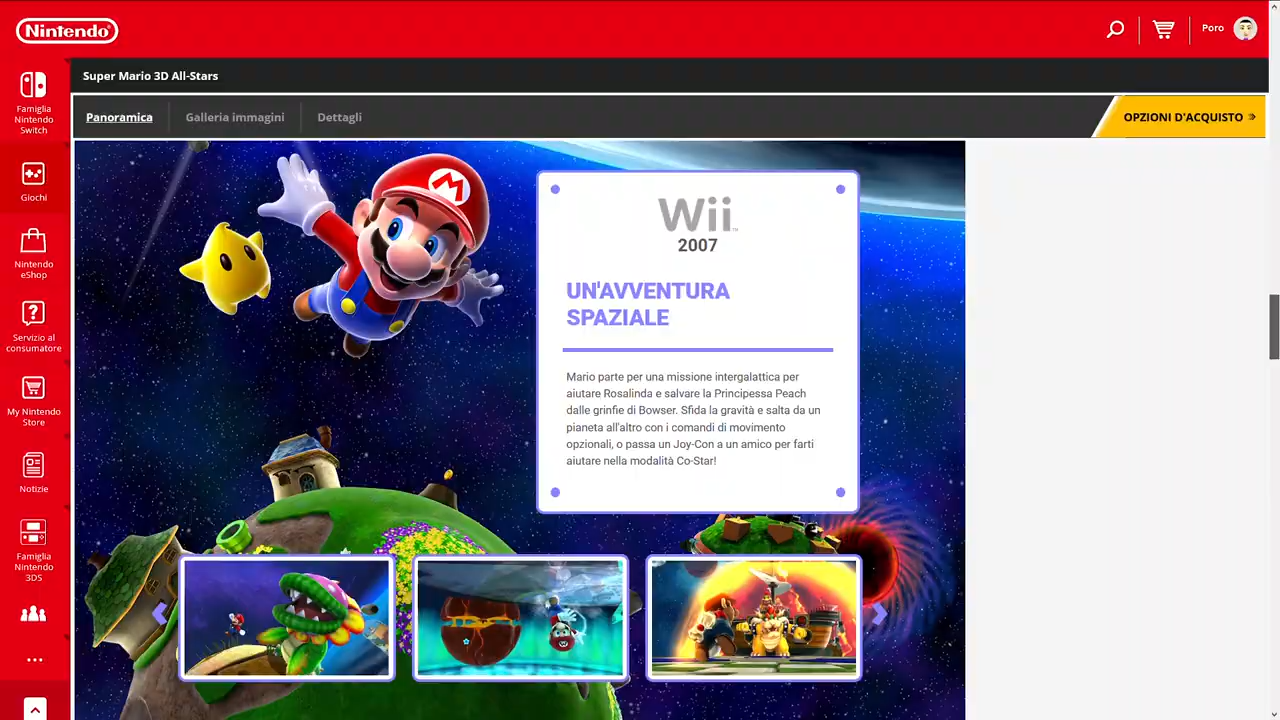 Nintendo
Poro
Super Mario 3D All-Stars
Panoramica
Galleria immagini
Dettagli
OPZIONI D'ACQUISTO
Famiglia
Nintendo
Switch
Giochi
Nintendo
eShop
Servizio al
consumatore
My Nintendo
Store
Notizie
Famiglia
Nintendo
3DS
M
Wii™
2007
UN'AVVENTURA
SPAZIALE
Mario parte per una missione intergalattica per
aiutare Rosalinda e salvare la Principessa Peach
dalle grinfie di Bowser. Sfida la gravità e salta da un
pianeta all'altro con i comandi di movimento
opzionali, o passa un Joy-Con a un amico per farti
aiutare nella modalità Co-Star!